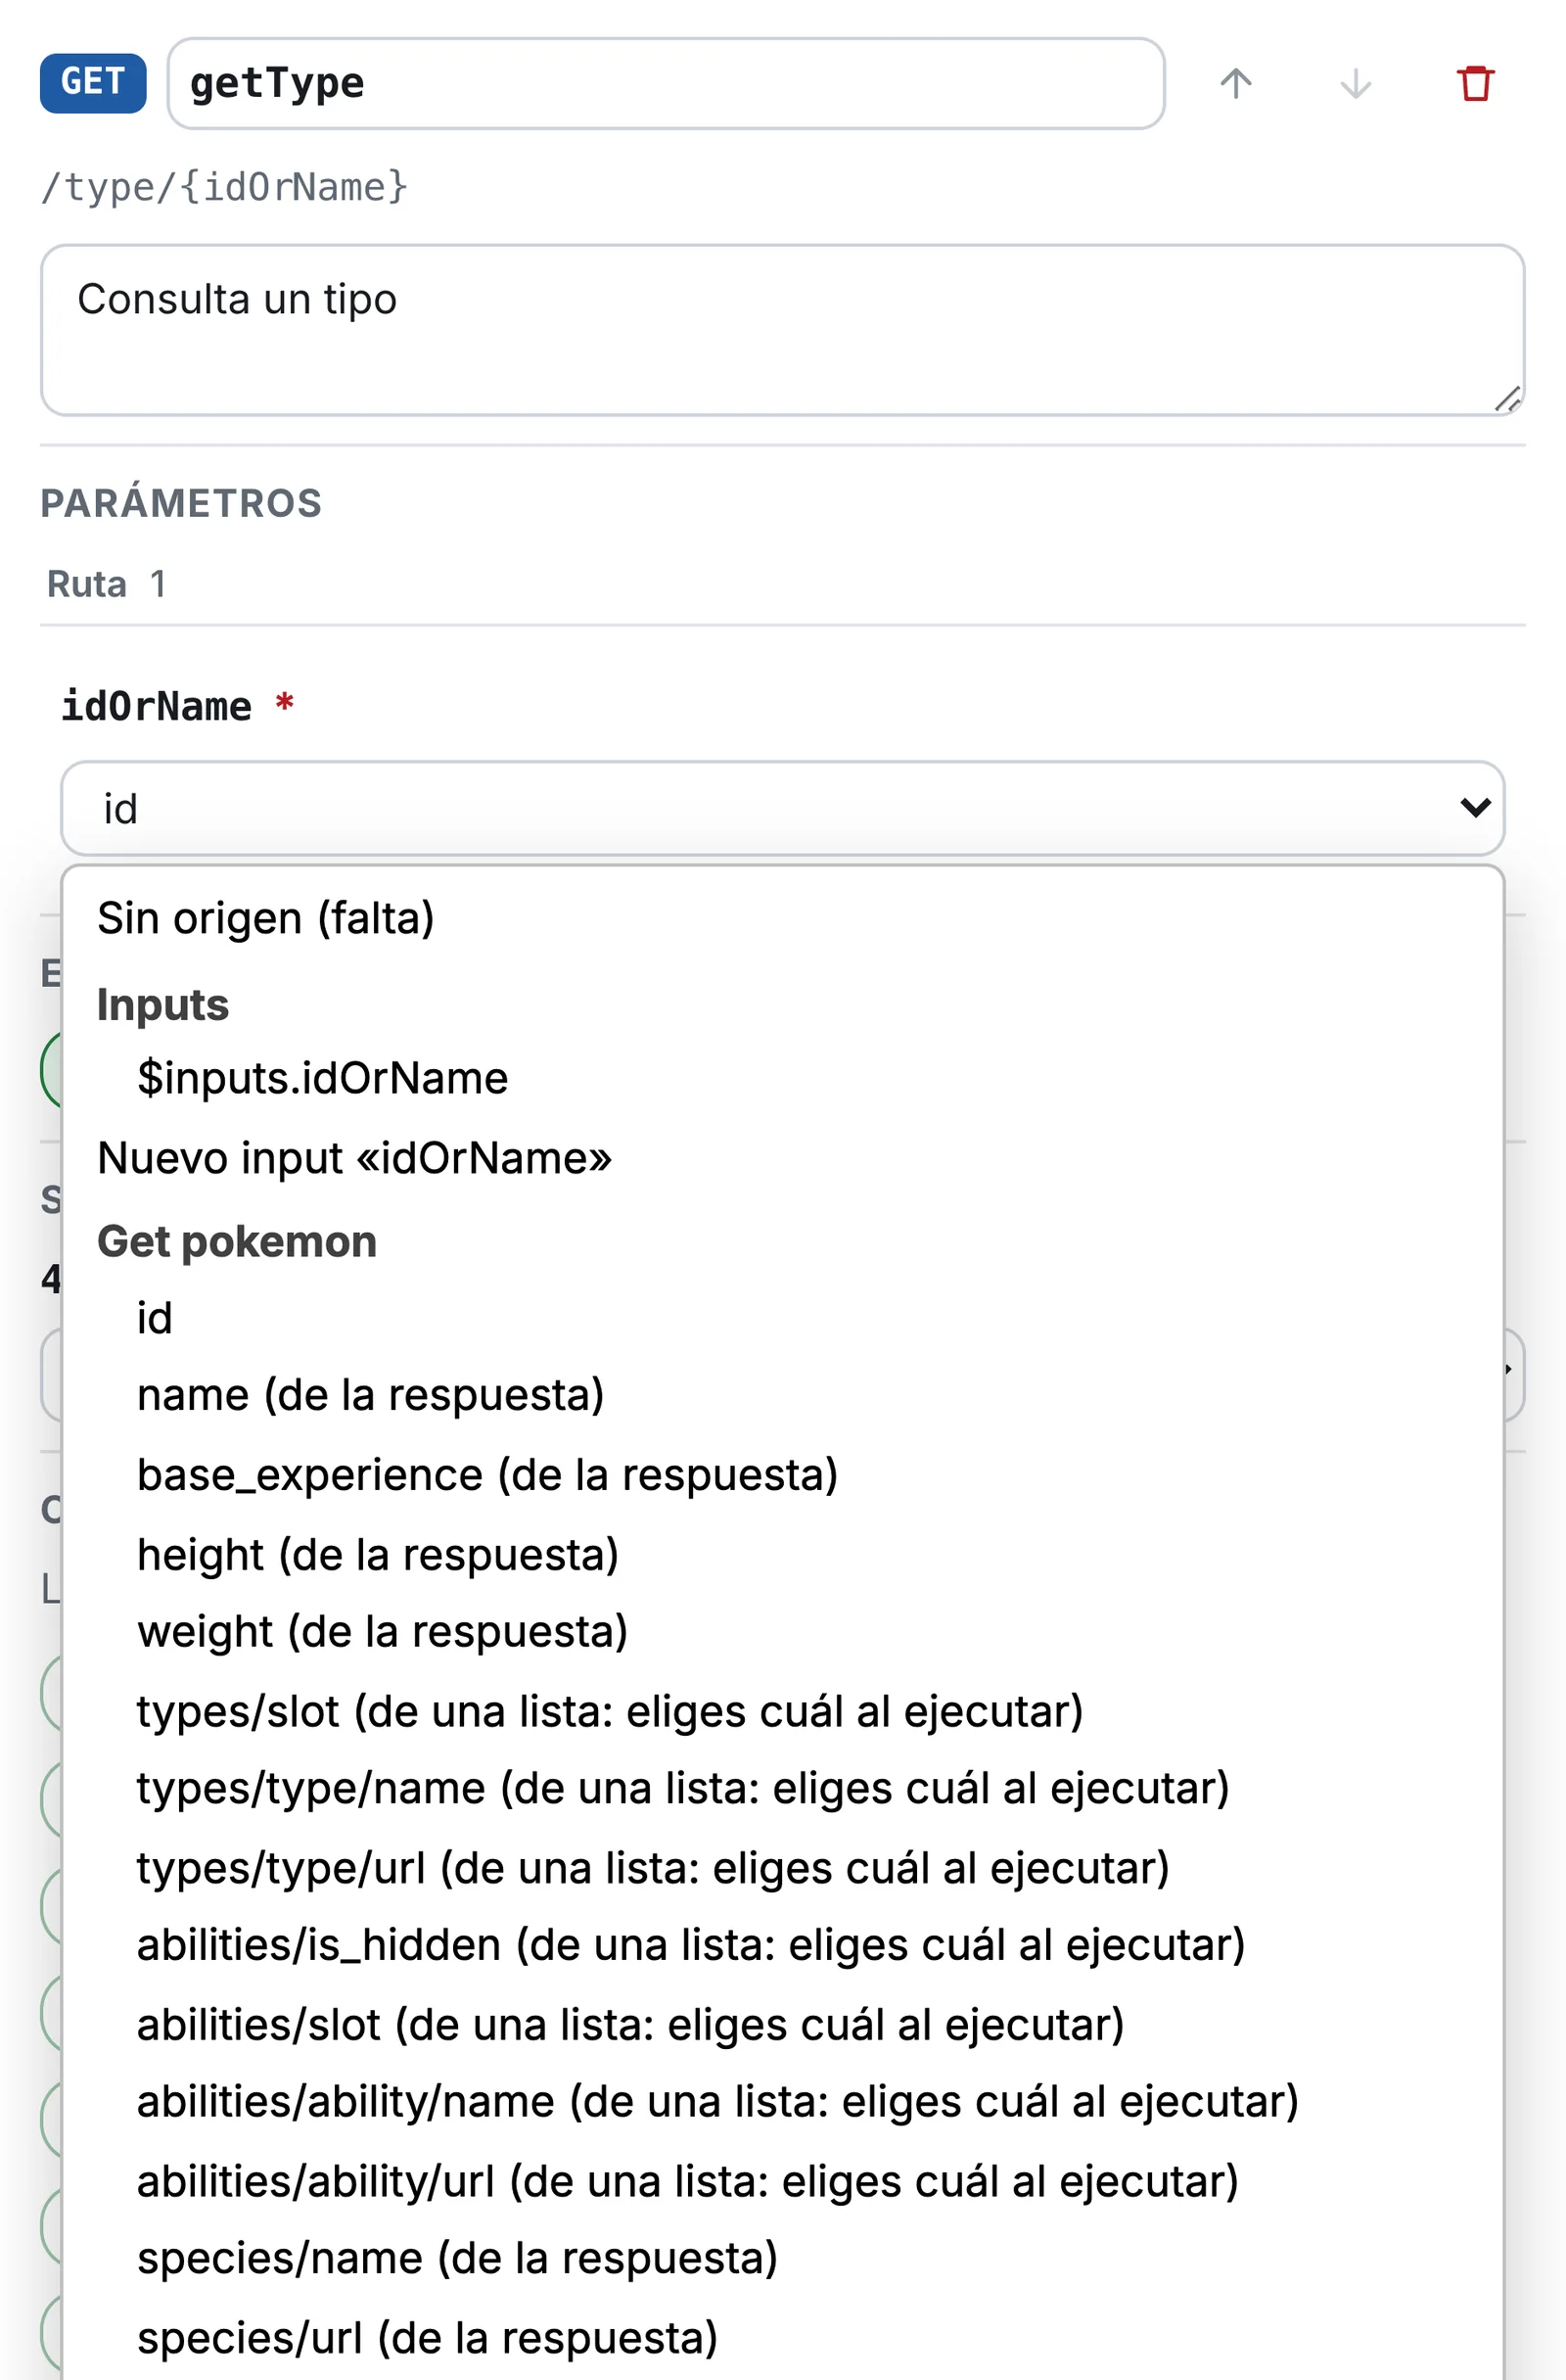 GET
getType
/type/{idOrName}
Consulta un tipo
PARÁMETROS
Ruta 1
idOrName *
id
Sin origen (falta)
Inputs
$inputs.idOrName
Nuevo input «idOrName»
Get pokemon
id
name (de la respuesta)
base_experience (de la respuesta)
height (de la respuesta)
weight (de la respuesta)
types/slot (de una lista: eliges cuál al ejecutar)
types/type/name (de una lista: eliges cuál al ejecutar)
types/type/url (de una lista: eliges cuál al ejecutar)
abilities/is_hidden (de una lista: eliges cuál al ejecutar)
abilities/slot (de una lista: eliges cuál al ejecutar)
abilities/ability/name (de una lista: eliges cuál al ejecutar)
abilities/ability/url (de una lista: eliges cuál al ejecutar)
species/name (de la respuesta)
species/url (de la respuesta)